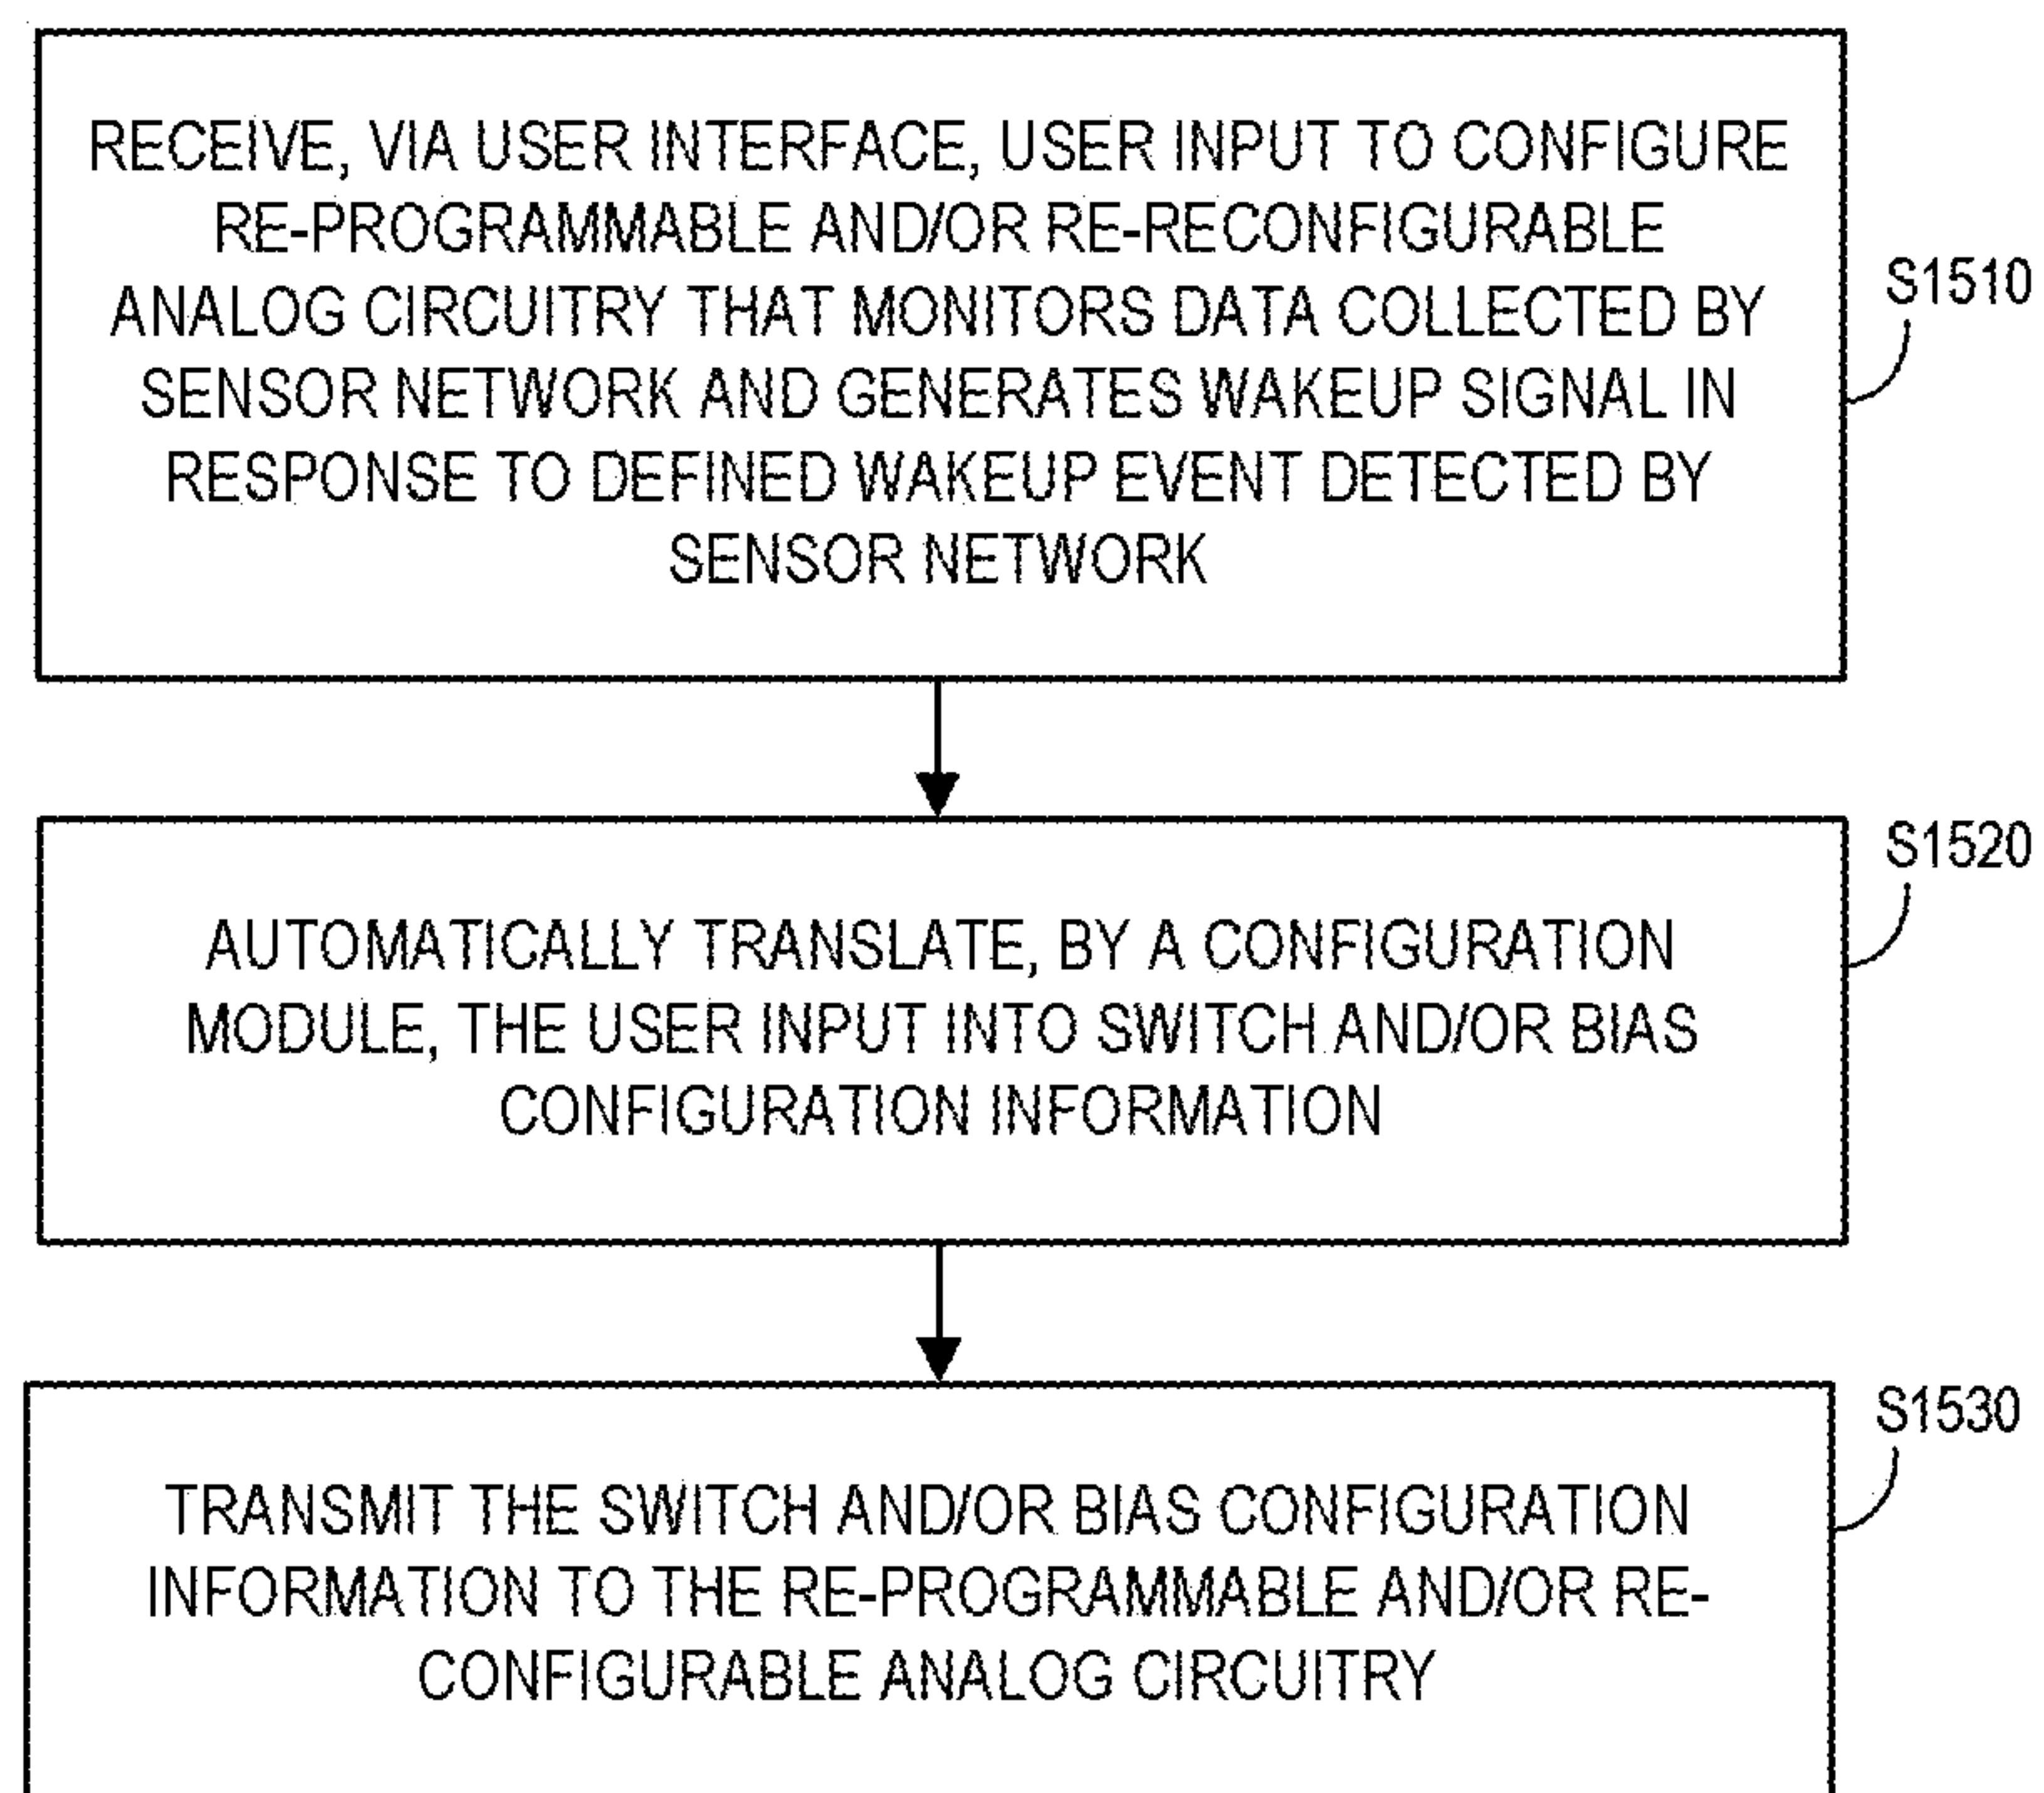 RECEIVE, VIA USER INTERFACE, USER INPUT TO CONFIGURE
RE-PROGRAMMABLE AND/OR RE-RECONFIGURABLE
ANALOG CIRCUITRY THAT MONITORS DATA COLLECTED BY
SENSOR NETWORK AND GENERATES WAKEUP SIGNAL IN
RESPONSE TO DEFINED WAKEUP EVENT DETECTED BY
SENSOR NETWORK
S1510
AUTOMATICALLY TRANSLATE, BY A CONFIGURATION
MODULE, THE USER INPUT INTO SWITCH AND/OR BIAS
CONFIGURATION INFORMATION
S1520
TRANSMIT THE SWITCH AND/OR BIAS CONFIGURATION
INFORMATION TO THE RE-PROGRAMMABLE AND/OR RE-
CONFIGURABLE ANALOG CIRCUITRY
S1530